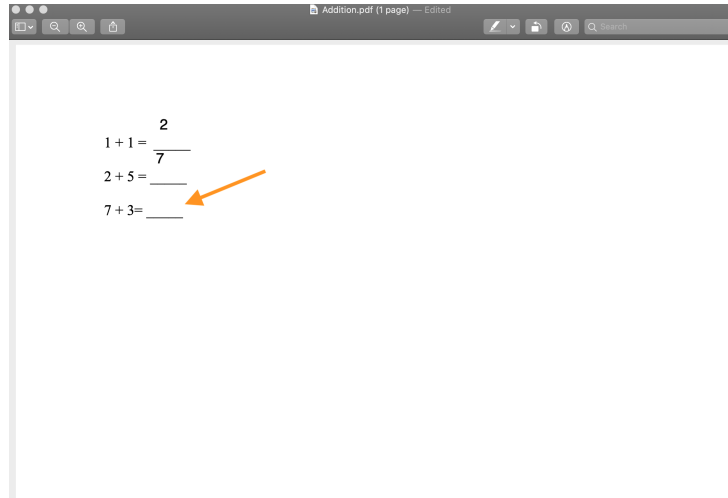 Addition.pdf (1 page) — Edited
Search
2
1 + 1 = _____
7
2 + 5 = _____
7 + 3= _____